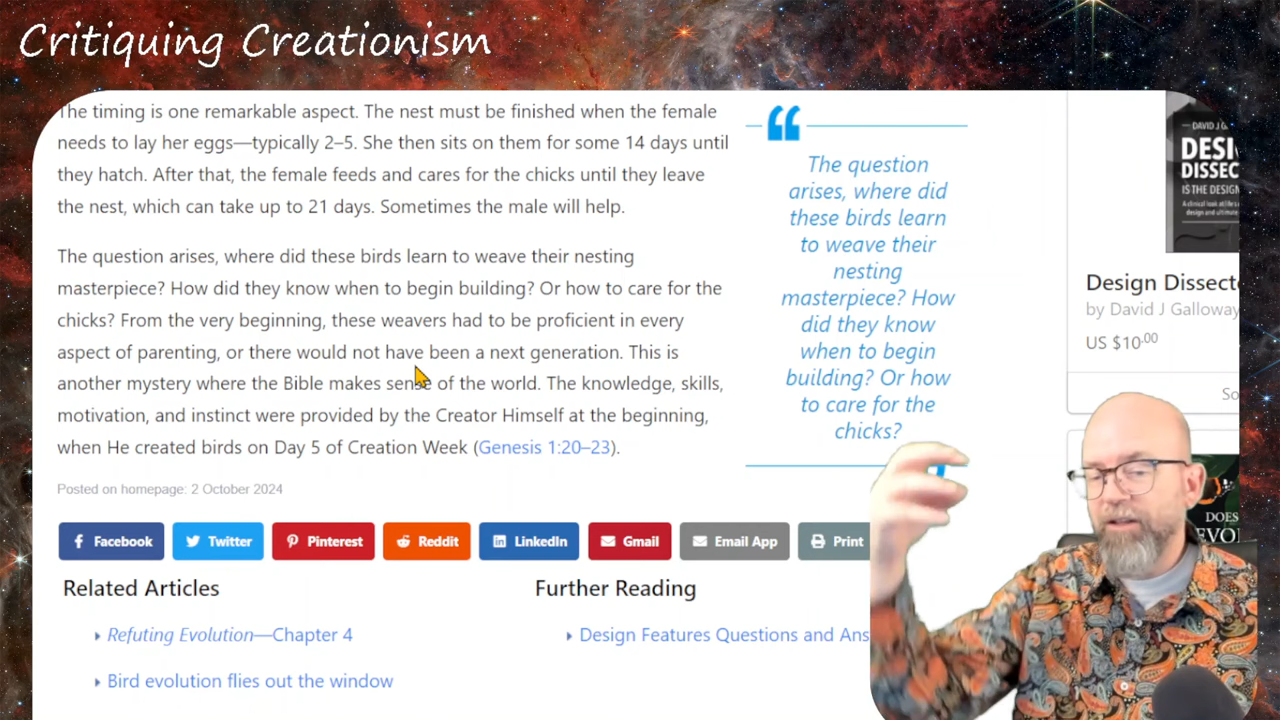 Critiquing Creationism
The timing is one remarkable aspect. The nest must be finished when the female
needs to lay her eggs—typically 2–5. She then sits on them for some 14 days until
they hatch. After that, the female feeds and cares for the chicks until they leave
the nest, which can take up to 21 days. Sometimes the male will help.
The question arises, where did these birds learn to weave their nesting
masterpiece? How did they know when to begin building? Or how to care for the
chicks? From the very beginning, these weavers had to be proficient in every
aspect of parenting, or there would not have been a next generation. This is
another mystery where the Bible makes sense of the world. The knowledge, skills,
motivation, and instinct were provided by the Creator Himself at the beginning,
when He created birds on Day 5 of Creation Week (Genesis 1:20–23).
Posted on homepage: 2 October 2024
“
The question
arises, where did
these birds learn
to weave their
nesting
masterpiece? How
did they know
when to begin
building? Or how
to care for the
chicks?
DAVID J G
DESI
DISSEC
IS THE DESIGN
Design Dissect
by David J Galloway
US $10.00
So
DOES
EVO
Facebook
Twitter
Pinterest
Reddit
LinkedIn
Gmail
Email App
Print
Related Articles
Refuting Evolution—Chapter 4
Bird evolution flies out the window
Further Reading
Design Features Questions and Ans